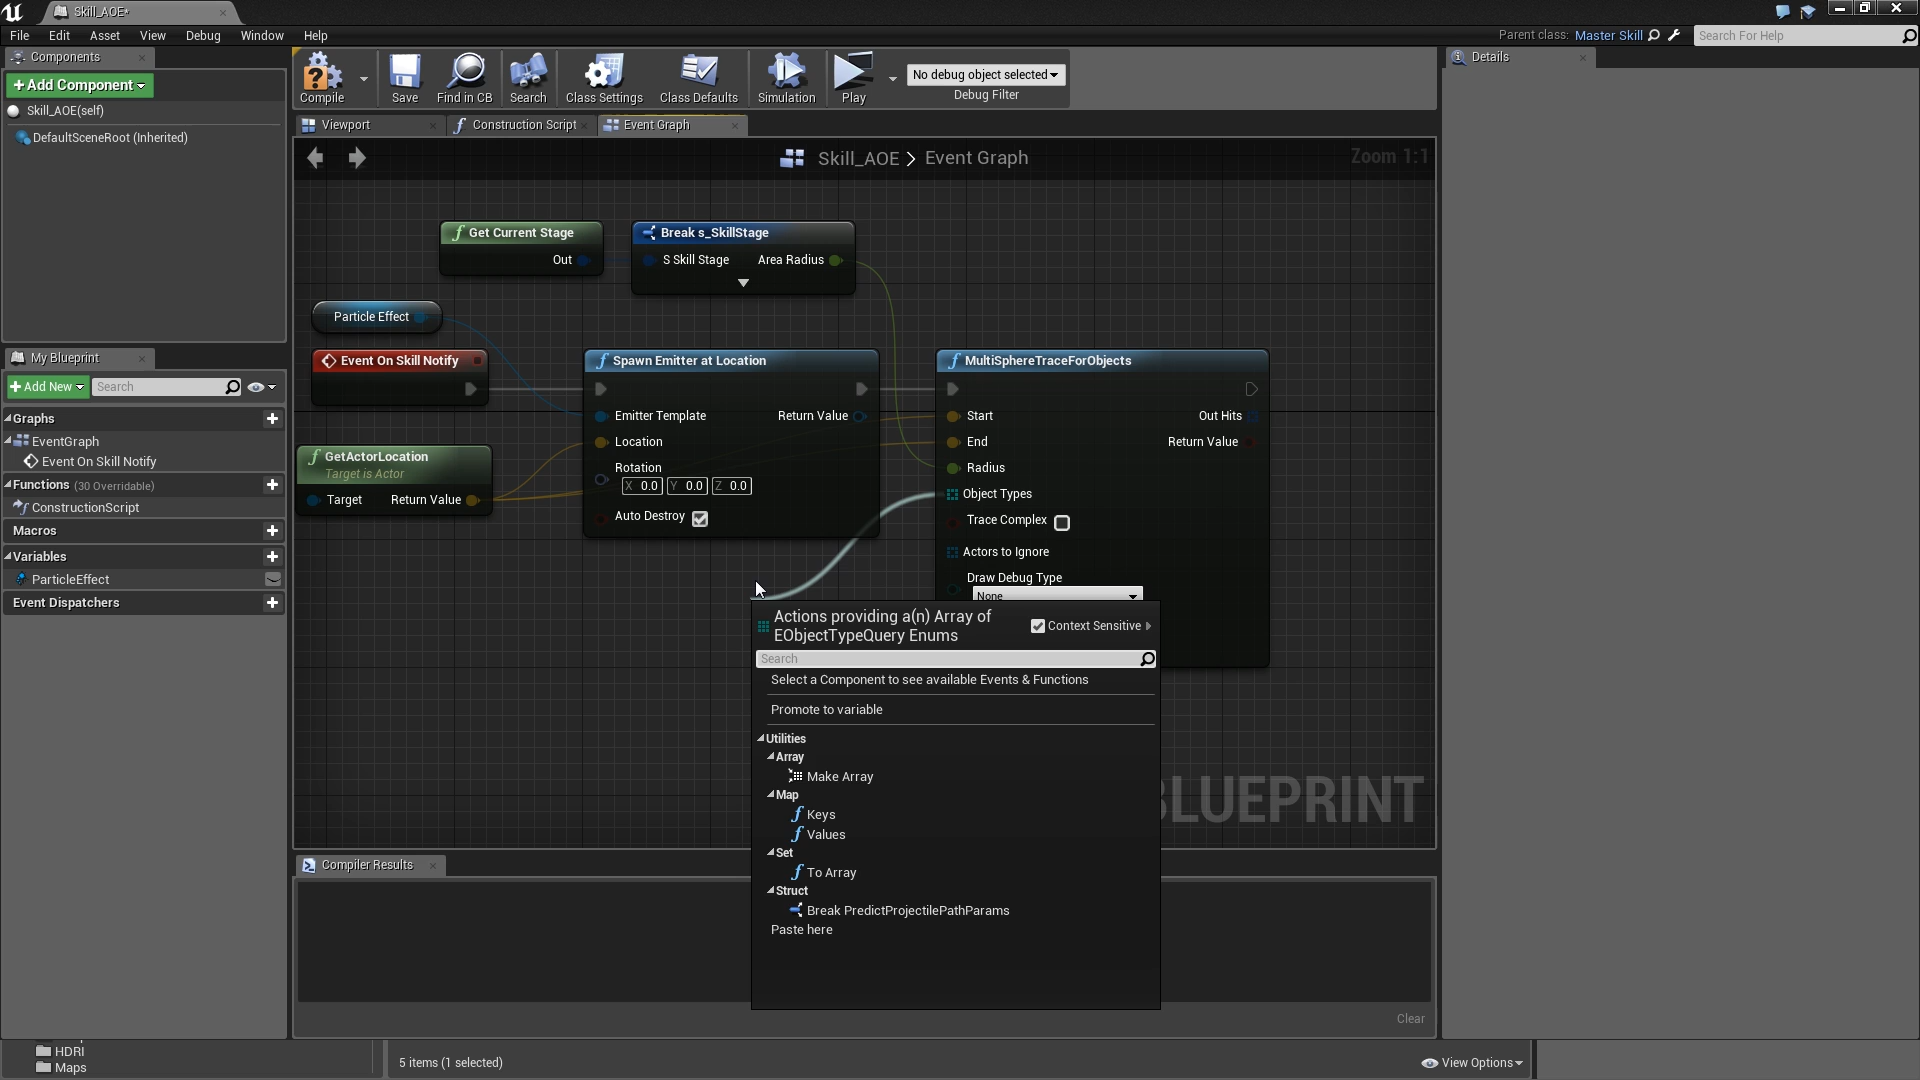 Skill_AOE*
File Edit Asset View Debug Window Help
Parent class: Master Skill
Search For Help
Components
Add Component
Skill_AOE(self)
DefaultSceneRoot (Inherited)
Compile
Save
Find in CB
Search
Class Settings
Class Defaults
Simulation
Play
No debug object selected
Debug Filter
Details
Viewport
Construction Script
Event Graph
Skill_AOE > Event Graph
Zoom 1:1
Get Current Stage
Out
Break s_SkillStage
S Skill Stage
Area Radius
Particle Effect
Event On Skill Notify
GetActorLocation
Target is Actor
Target
Return Value
Spawn Emitter at Location
Emitter Template
Return Value
Location
Rotation
X 0.0 Y 0.0 Z 0.0
Auto Destroy
MultiSphereTraceForObjects
Start
Out Hits
End
Return Value
Radius
Object Types
Trace Complex
Actors to Ignore
Draw Debug Type
None
Actions providing a(n) Array of
EObjectTypeQuery Enums
Context Sensitive
Search
Select a Component to see available Events & Functions
Promote to variable
Utilities
Array
Make Array
Map
Keys
Values
Set
To Array
Struct
Break PredictProjectilePathParams
Paste here
BLUEPRINT
My Blueprint
Add New
Search
Graphs
EventGraph
Event On Skill Notify
Functions (30 Overridable)
ConstructionScript
Macros
Variables
ParticleEffect
Event Dispatchers
Compiler Results
Clear
HDRI
Maps
5 items (1 selected)
View Options